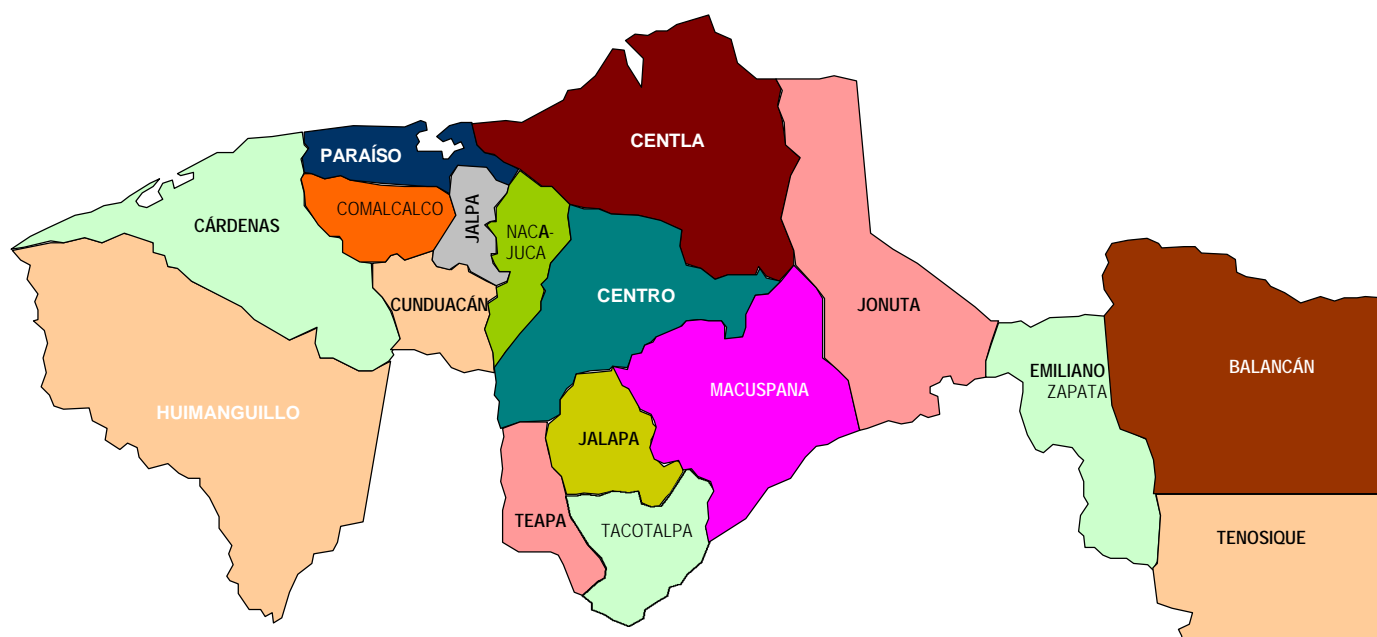 CENTLA
PARAÍSO
COMALCALCO
JALPA
CÁRDENAS
NACA-
JUCA
CENTRO
CUNDUACÁN
JONUTA
EMILIANO
ZAPATA
BALANCÁN
MACUSPANA
HUIMANGUILLO
JALAPA
TEAPA
TACOTALPA
TENOSIQUE